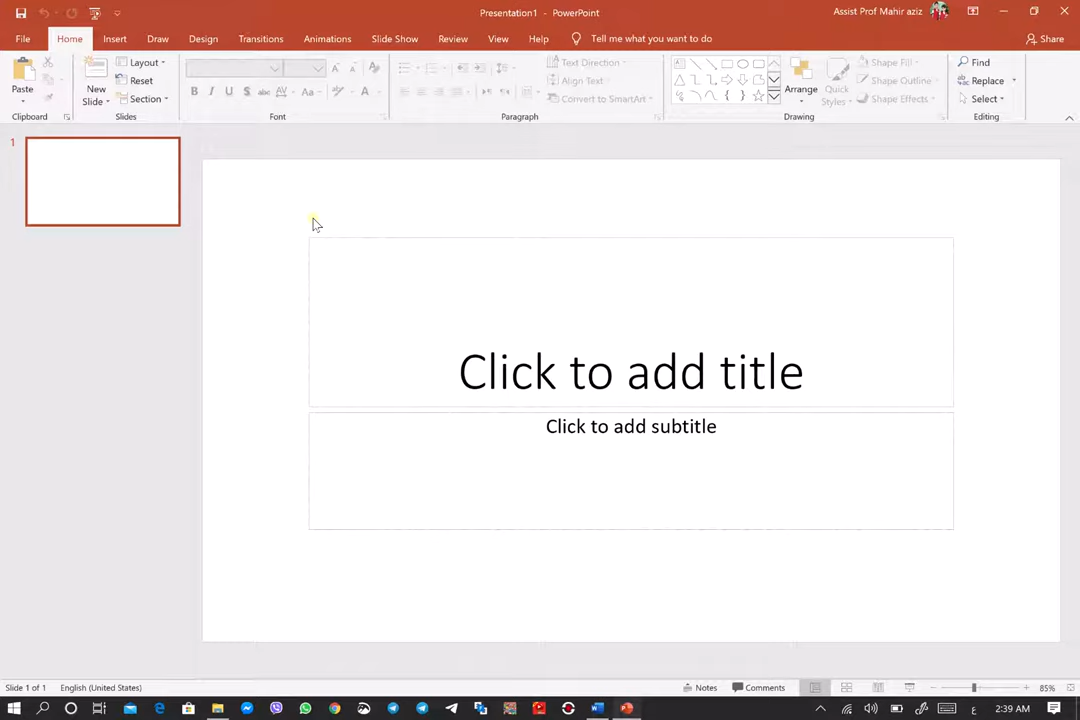 Presentation1 - PowerPoint
Assist Prof Mahir aziz
File Home Insert Draw Design Transitions Animations Slide Show Review View Help Tell me what you want to do Share
Paste
Clipboard
New
Slide
Layout
Reset
Section
Slides
B I U S abc AV Aa A
Font
Text Direction
Align Text
Convert to SmartArt
Paragraph
Arrange
Quick
Styles
Shape Fill
Shape Outline
Shape Effects
Drawing
Find
Replace
Select
Editing
1
Click to add title
Click to add subtitle
Slide 1 of 1 English (United States) Notes Comments 85%
ع 2:39 AM